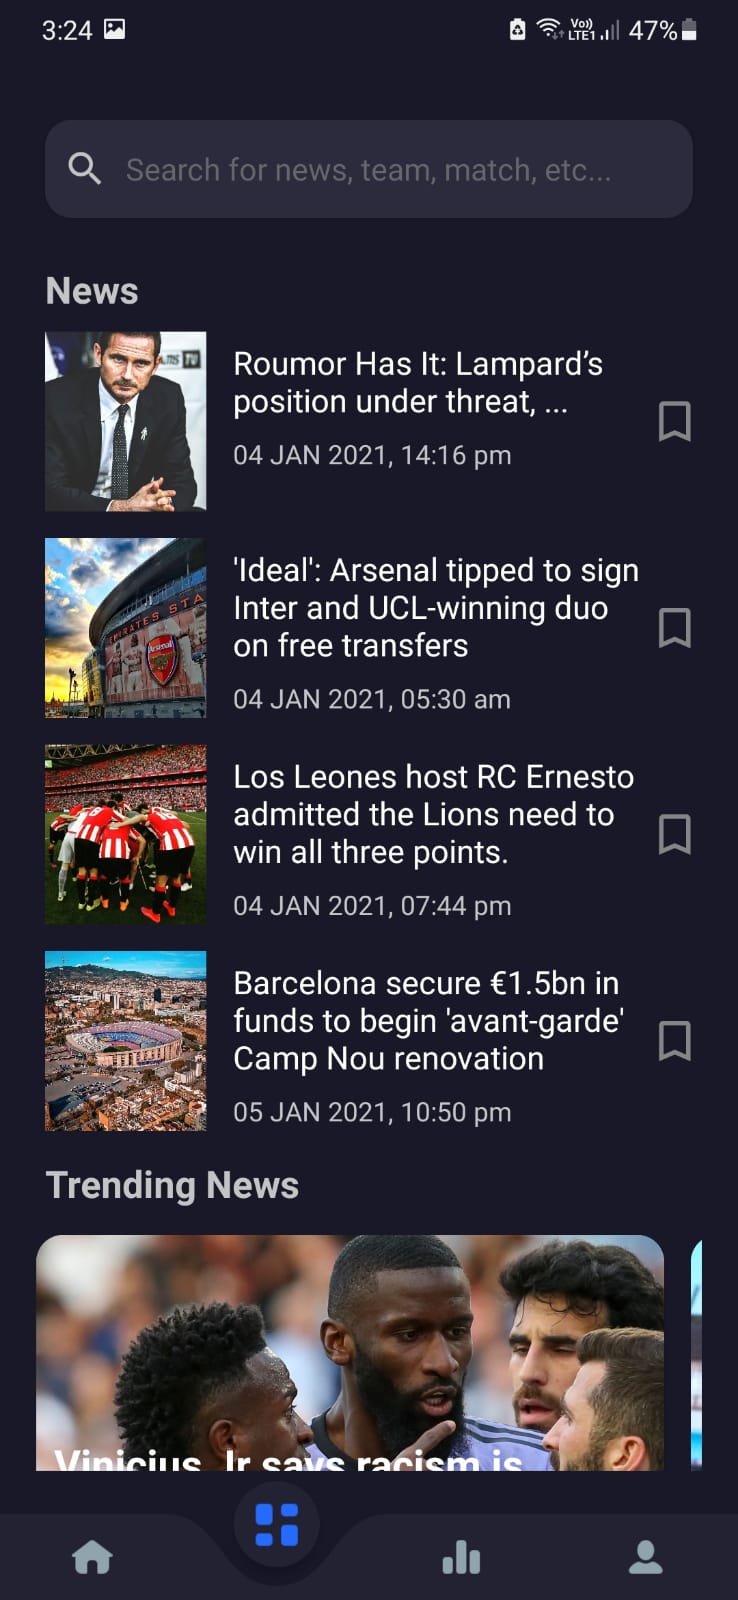 3:24
Vo))
LTE1
47%
Search for news, team, match, etc...
News
Roumor Has It: Lampard’s
position under threat, ...
04 JAN 2021, 14:16 pm
EMIRATES STA
Arsenal
'Ideal': Arsenal tipped to sign
Inter and UCL-winning duo
on free transfers
04 JAN 2021, 05:30 am
Los Leones host RC Ernesto
admitted the Lions need to
win all three points.
04 JAN 2021, 07:44 pm
Barcelona secure €1.5bn in
funds to begin 'avant-garde'
Camp Nou renovation
05 JAN 2021, 10:50 pm
Trending News
Vinicius Jr says racism is